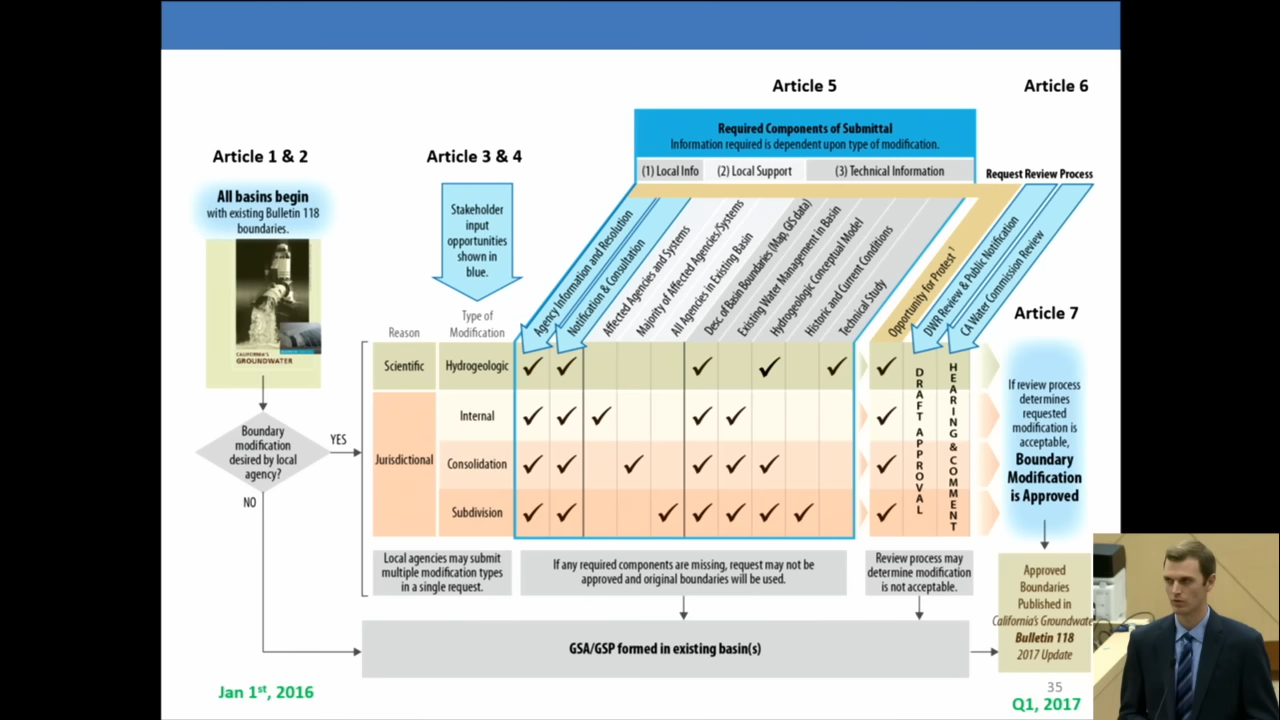 Article 5
Article 6
Required Components of Submittal
Information required is dependent upon type of modification.
Article 1 & 2
Article 3 & 4
(1) Local Info
(2) Local Support
(3) Technical Information
Request Review Process
All basins begin
with existing Bulletin 118
boundaries.
Stakeholder
input
opportunities
shown in
blue.
Agency Information and Resolution
Notification & Consultation
Affected Agencies and Systems
Majority of Affected Agencies/Systems
All Agencies in Existing Basin
Desc. of Basin Boundaries (Map, GIS data)
Existing Water Management in Basin
Hydrogeologic Conceptual Model
Historic and Current Conditions
Technical Study
Opportunity for Protest ¹
DWR Review & Public Notification
CA Water Commission Review
CALIFORNIA'S
GROUNDWATER
Reason
Type of
Modification
Article 7
Scientific
Hydrogeologic
✓ ✓ ✓ ✓ ✓ ✓
Internal
✓ ✓ ✓ ✓ ✓ ✓
Jurisdictional
Consolidation
✓ ✓ ✓ ✓ ✓ ✓ ✓
Subdivision
✓ ✓ ✓ ✓ ✓ ✓ ✓ ✓
DRAFT APPROVAL
HEARING & COMMENT
If review process
determines
requested
modification is
acceptable,
Boundary
Modification
is Approved
Boundary
modification
desired by local
agency?
YES
NO
Local agencies may submit
multiple modification types
in a single request.
If any required components are missing, request may not be
approved and original boundaries will be used.
Review process may
determine modification
is not acceptable.
Approved
Boundaries
Published in
California's Groundwate
Bulletin 118
2017 Update
GSA/GSP formed in existing basin(s)
Jan 1st, 2016
35
Q1, 2017